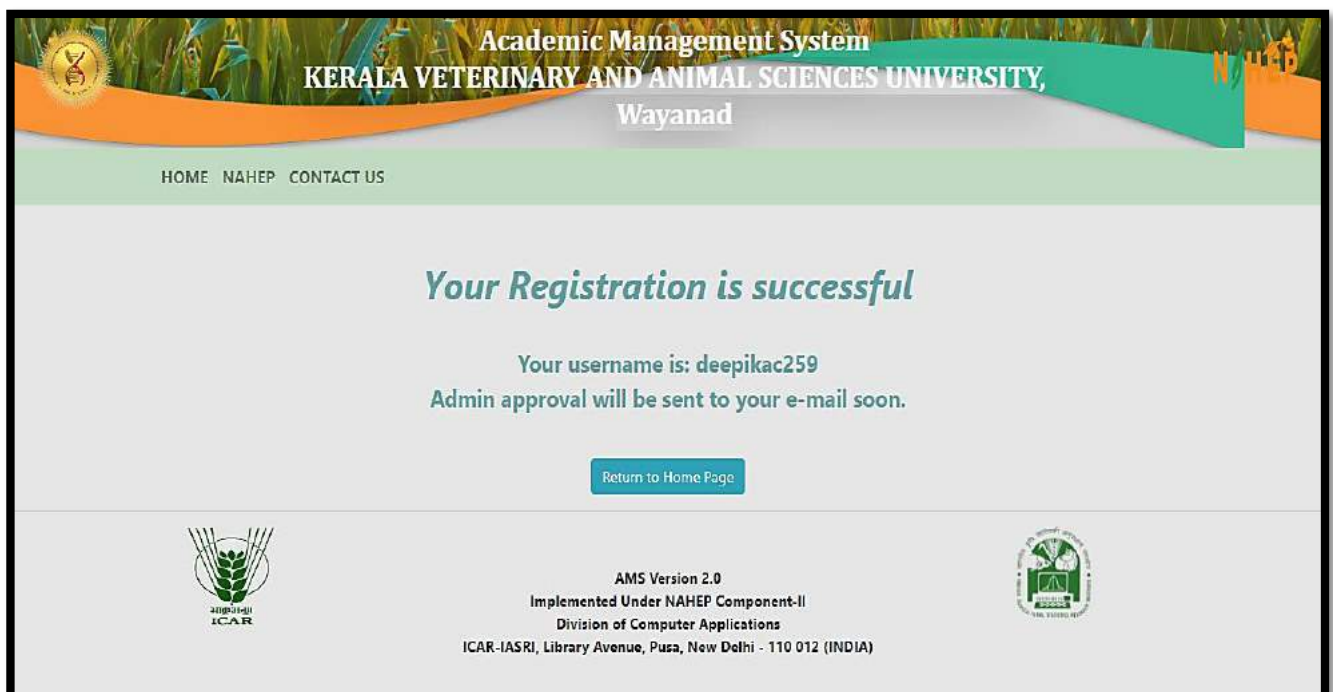 Academic Management System
KERALA VETERINARY AND ANIMAL SCIENCES UNIVERSITY,
Wayanad
HOME NAHEP CONTACT US
Your Registration is successful
Your username is: deepikac259
Admin approval will be sent to your e-mail soon.
Return to Home Page
ICAR
AMS Version 2.0
Implemented Under NAHEP Component-II
Division of Computer Applications
ICAR-IASRI, Library Avenue, Pusa, New Delhi - 110 012 (INDIA)